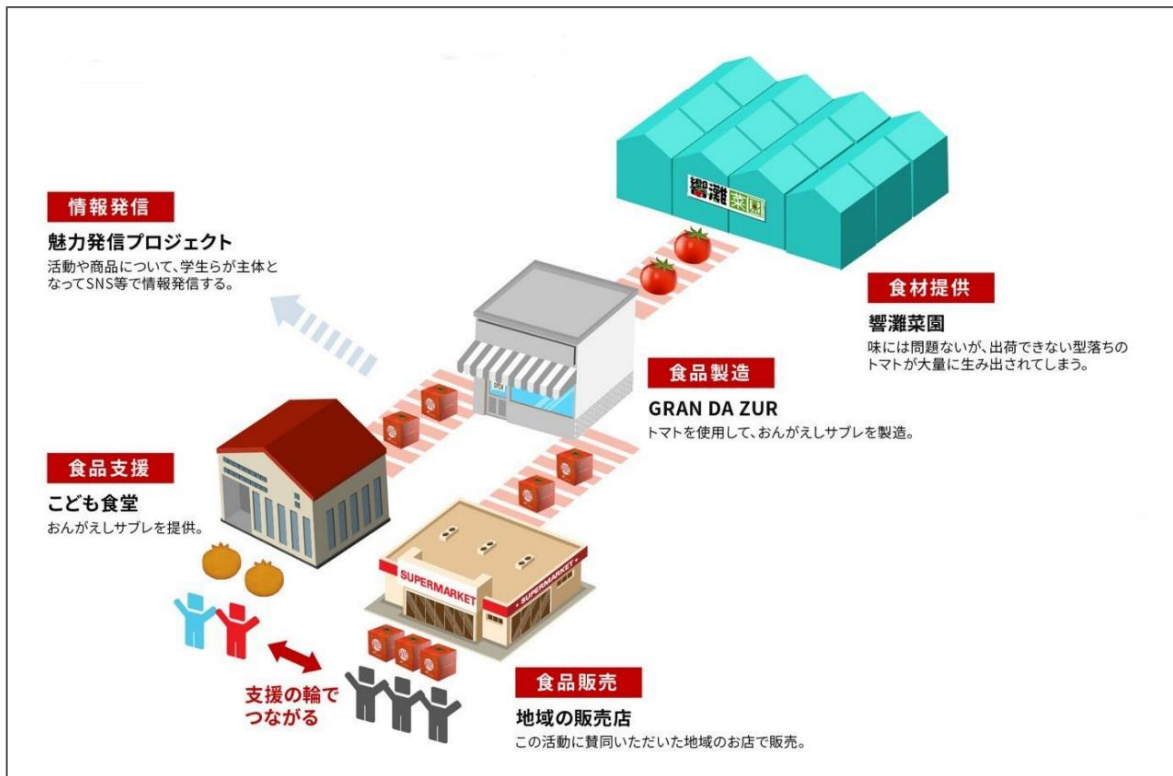 響灘菜園
情報発信
魅力発信プロジェクト
活動や商品について、学生らが主体と
なってSNS等で情報発信する。
食材提供
響灘菜園
味には問題ないが、出荷できない型落ちの
トマトが大量に生み出されてしまう。
OPEN
食品製造
GRAN DA ZUR
トマトを使用して、おんがえしサブレを製造。
食品支援
こども食堂
おんがえしサブレを提供。
SUPERMARKET
SUPERMARKET
支援の輪で
つながる
食品販売
地域の販売店
この活動に賛同いただいた地域のお店で販売。